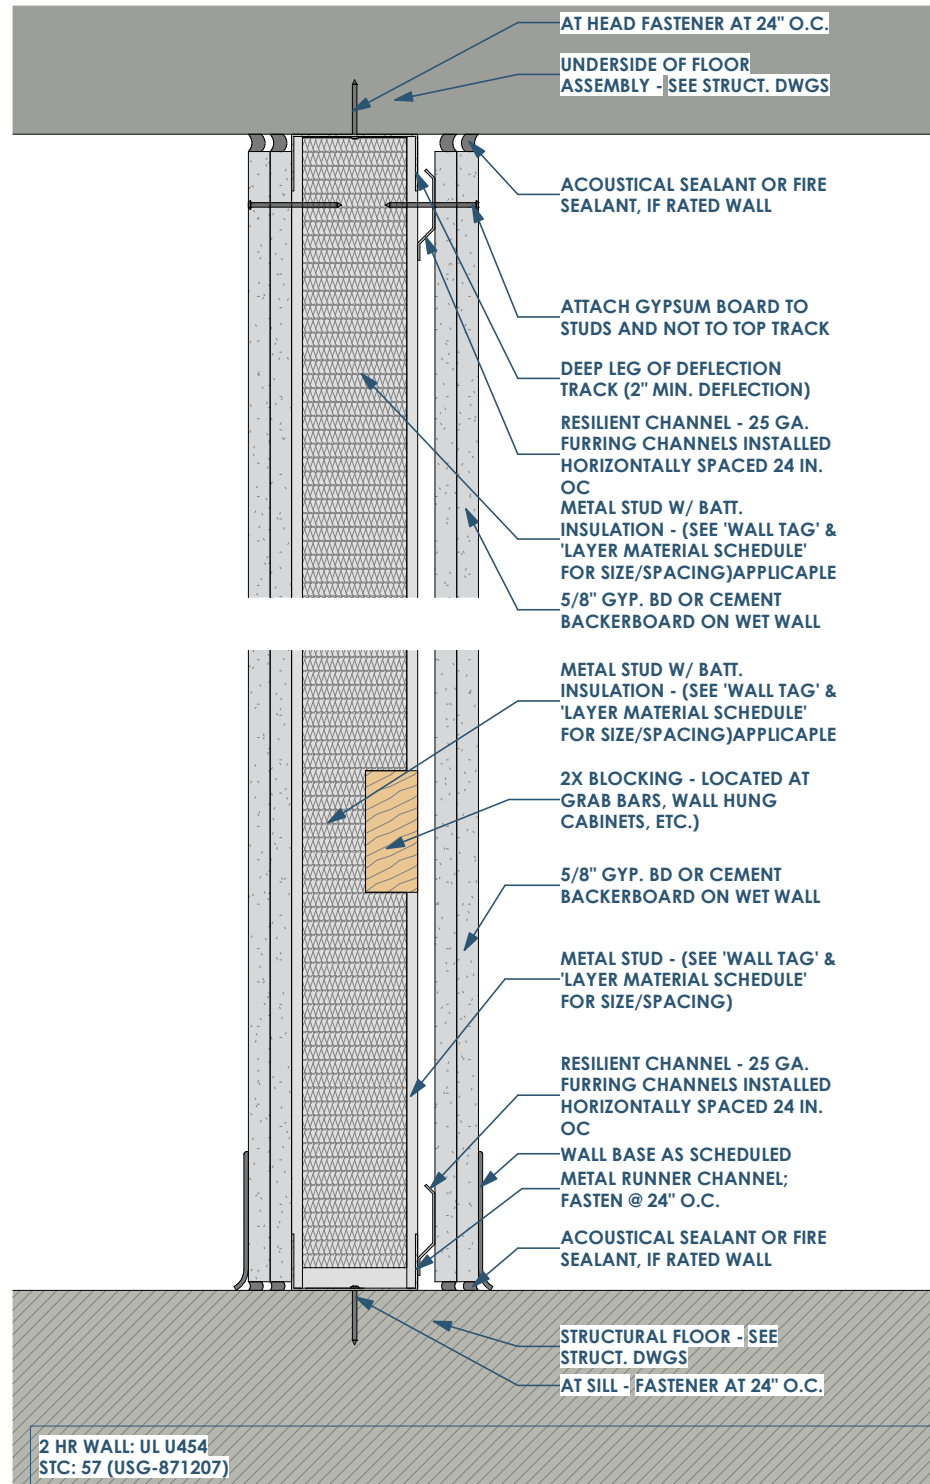 AT HEAD FASTENER AT 24" O.C.
UNDERSIDE OF FLOOR
ASSEMBLY - SEE STRUCT. DWGS
ACOUSTICAL SEALANT OR FIRE
SEALANT, IF RATED WALL
ATTACH GYPSUM BOARD TO
STUDS AND NOT TO TOP TRACK
DEEP LEG OF DEFLECTION
TRACK (2" MIN. DEFLECTION)
RESILIENT CHANNEL - 25 GA.
FURRING CHANNELS INSTALLED
HORIZONTALLY SPACED 24 IN.
OC
METAL STUD W/ BATT.
INSULATION - (SEE 'WALL TAG' &
'LAYER MATERIAL SCHEDULE'
FOR SIZE/SPACING)APPLICAPLE
5/8" GYP. BD OR CEMENT
BACKERBOARD ON WET WALL
METAL STUD W/ BATT.
INSULATION - (SEE 'WALL TAG' &
'LAYER MATERIAL SCHEDULE'
FOR SIZE/SPACING)APPLICAPLE
2X BLOCKING - LOCATED AT
GRAB BARS, WALL HUNG
CABINETS, ETC.)
5/8" GYP. BD OR CEMENT
BACKERBOARD ON WET WALL
METAL STUD - (SEE 'WALL TAG' &
'LAYER MATERIAL SCHEDULE'
FOR SIZE/SPACING)
RESILIENT CHANNEL - 25 GA.
FURRING CHANNELS INSTALLED
HORIZONTALLY SPACED 24 IN.
OC
WALL BASE AS SCHEDULED
METAL RUNNER CHANNEL;
FASTEN @ 24" O.C.
ACOUSTICAL SEALANT OR FIRE
SEALANT, IF RATED WALL
STRUCTURAL FLOOR - SEE
STRUCT. DWGS
AT SILL - FASTENER AT 24" O.C.
2 HR WALL: UL U454
STC: 57 (USG-871207)